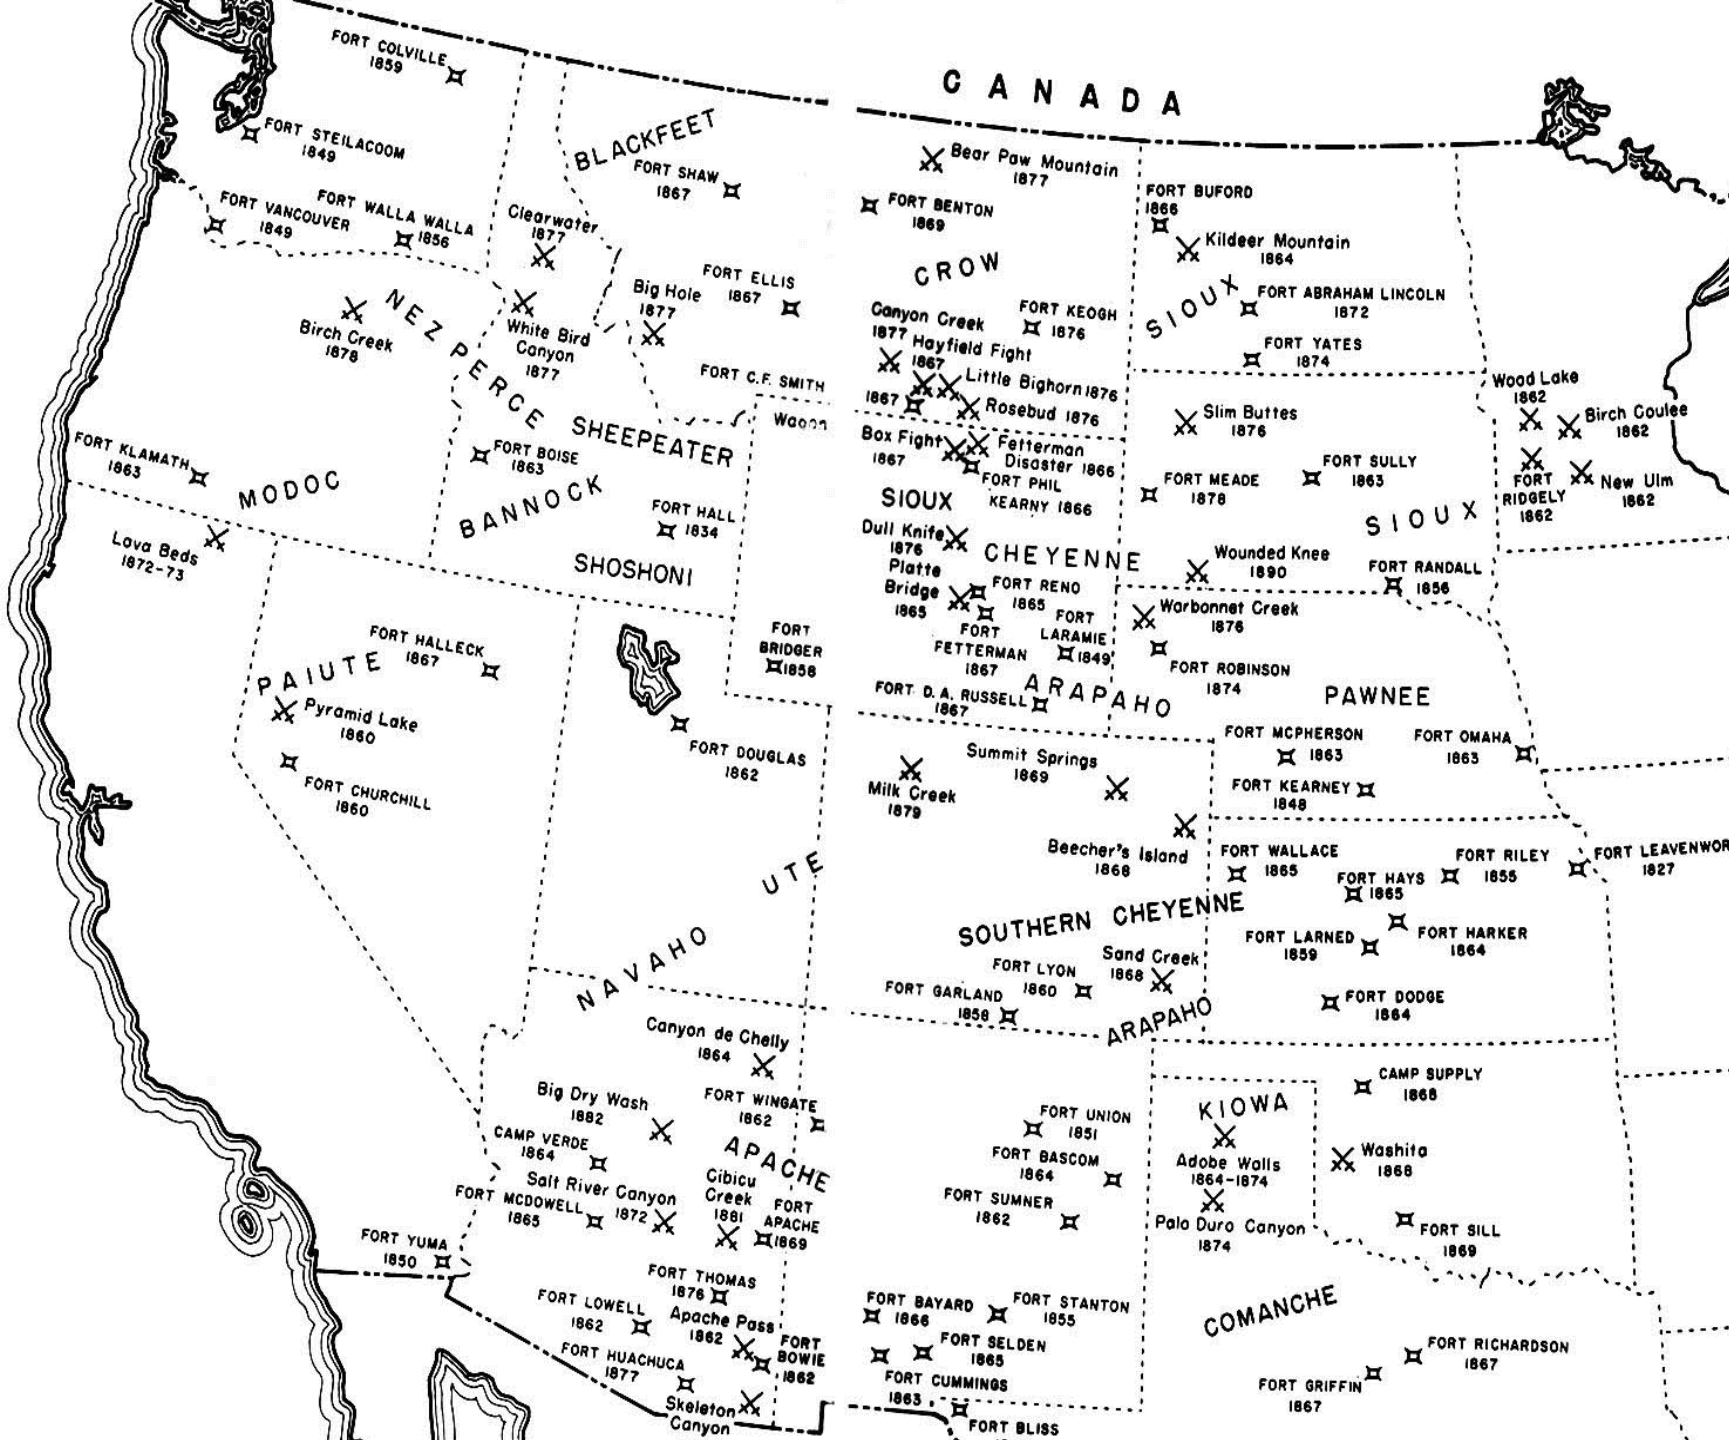 CANADA
FORT COLVILLE
1859
FORT STEILACOOM
1849
FORT VANCOUVER
1849
FORT WALLA WALLA
1856
BLACKFEET
FORT SHAW
1867
Clearwater
1877
FORT ELLIS
1867
Big Hole
1877
NEZ PERCE
Birch Creek
1878
White Bird
Canyon
1877
FORT C.F. SMITH
Wagon
SHEEPEATER
FORT KLAMATH
1863
MODOC
FORT BOISE
1863
BANNOCK
FORT HALL
1834
SHOSHONI
Lava Beds
1872-73
FORT HALLECK
1867
PAIUTE
Pyramid Lake
1860
FORT CHURCHILL
1860
FORT
BRIDGER
1858
FORT DOUGLAS
1862
UTE
NAVAHO
Canyon de Chelly
1864
Big Dry Wash
1882
FORT WINGATE
1862
CAMP VERDE
1864
APACHE
Salt River Canyon
1872
FORT MCDOWELL
1865
Cibicu
Creek
1881
FORT
APACHE
1869
FORT YUMA
1850
FORT THOMAS
1876
FORT LOWELL
1862
Apache Pass
1862
FORT
BOWIE
1862
FORT HUACHUCA
1877
Skeleton
Canyon
Bear Paw Mountain
1877
FORT BENTON
1869
CROW
FORT BUFORD
1866
Kildeer Mountain
1864
SIOUX
FORT ABRAHAM LINCOLN
1872
FORT YATES
1874
Canyon Creek
1877
FORT KEOGH
1876
Hayfield Fight
1867
Little Bighorn 1876
1867
Rosebud 1876
Box Fight
1867
Fetterman
Disaster 1866
FORT PHIL
KEARNY 1866
SIOUX
Dull Knife
1876
CHEYENNE
Platte
Bridge
1865
FORT RENO
1865
FORT
FETTERMAN
1867
FORT
LARAMIE
1849
FORT D. A. RUSSELL
1867
ARAPAHO
Slim Buttes
1876
FORT MEADE
1878
FORT SULLY
1863
SIOUX
Wood Lake
1862
Birch Coulee
1862
FORT
RIDGELY
1862
New Ulm
1862
Wounded Knee
1890
FORT RANDALL
1856
Warbonnet Creek
1876
FORT ROBINSON
1874
PAWNEE
FORT MCPHERSON
1863
FORT OMAHA
1863
FORT KEARNEY
1848
Summit Springs
1869
Milk Creek
1879
Beecher's Island
1868
FORT WALLACE
1865
FORT HAYS
1865
FORT RILEY
1855
FORT LEAVENWOR
1827
SOUTHERN CHEYENNE
FORT LARNED
1859
FORT HARKER
1864
FORT LYON
1860
Sand Creek
1868
FORT GARLAND
1858
FORT DODGE
1864
ARAPAHO
CAMP SUPPLY
1868
KIOWA
FORT UNION
1851
Adobe Walls
1864-1874
Washita
1868
FORT BASCOM
1864
FORT SUMNER
1862
Palo Duro Canyon
1874
FORT SILL
1869
FORT BAYARD
1866
FORT STANTON
1855
COMANCHE
FORT SELDEN
1865
FORT CUMMINGS
1863
FORT BLISS
FORT RICHARDSON
1867
FORT GRIFFIN
1867